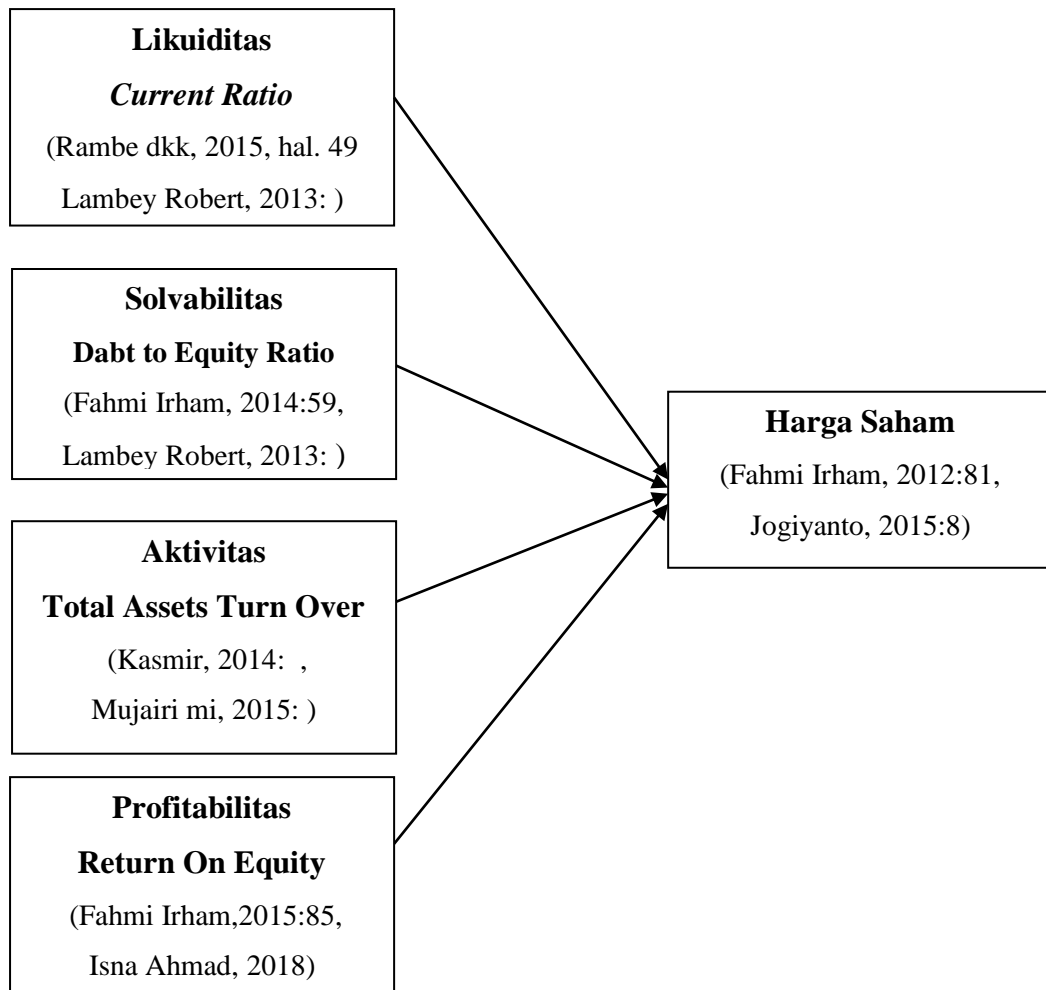 Likuiditas
Current Ratio
(Rambe dkk, 2015, hal. 49
Lambey Robert, 2013: )
Solvabilitas
Dabt to Equity Ratio
(Fahmi Irham, 2014:59,
Lambey Robert, 2013: )
Aktivitas
Total Assets Turn Over
(Kasmir, 2014:  ,
Mujairi mi, 2015: )
Profitabilitas
Return On Equity
(Fahmi Irham,2015:85,
Isna Ahmad, 2018)
Harga Saham
(Fahmi Irham, 2012:81,
Jogiyanto, 2015:8)